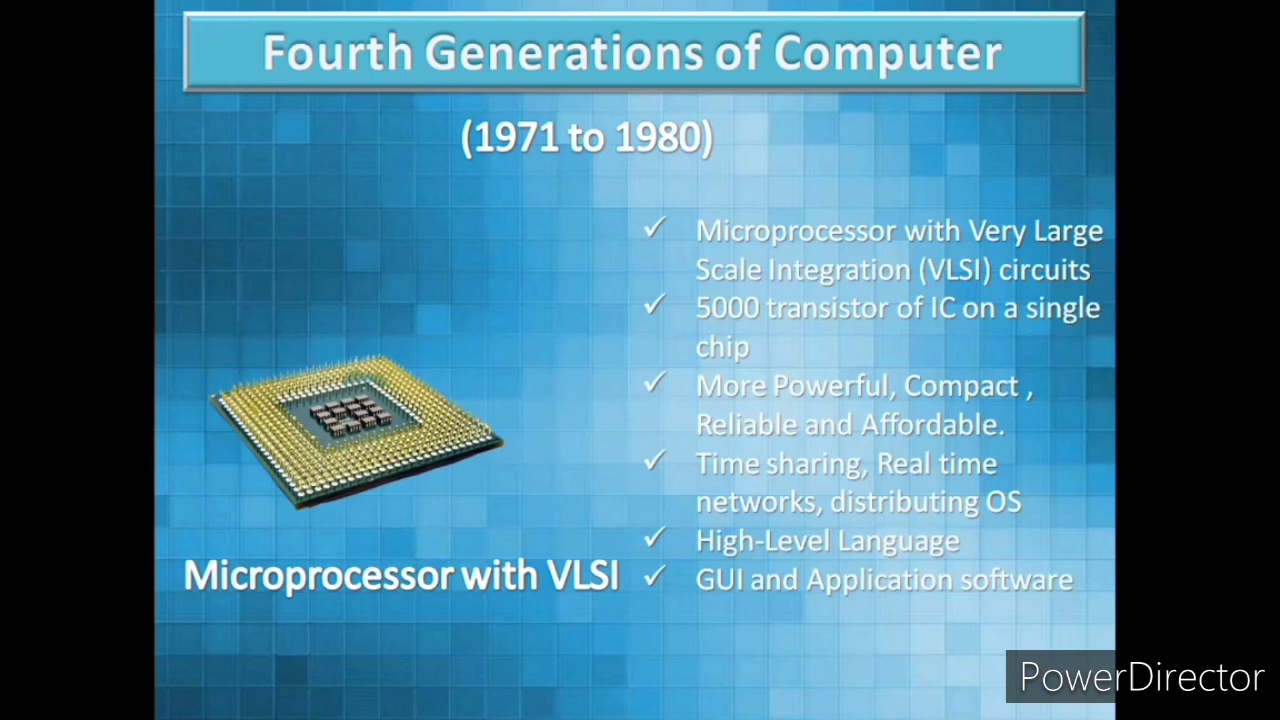 Fourth Generations of Computer
(1971 to 1980)
✓ Microprocessor with Very Large
Scale Integration (VLSI) circuits
✓ 5000 transistor of IC on a single
chip
✓ More Powerful, Compact ,
Reliable and Affordable.
✓ Time sharing, Real time
networks, distributing OS
✓ High-Level Language
✓ GUI and Application software
Microprocessor with VLSI
PowerDirector